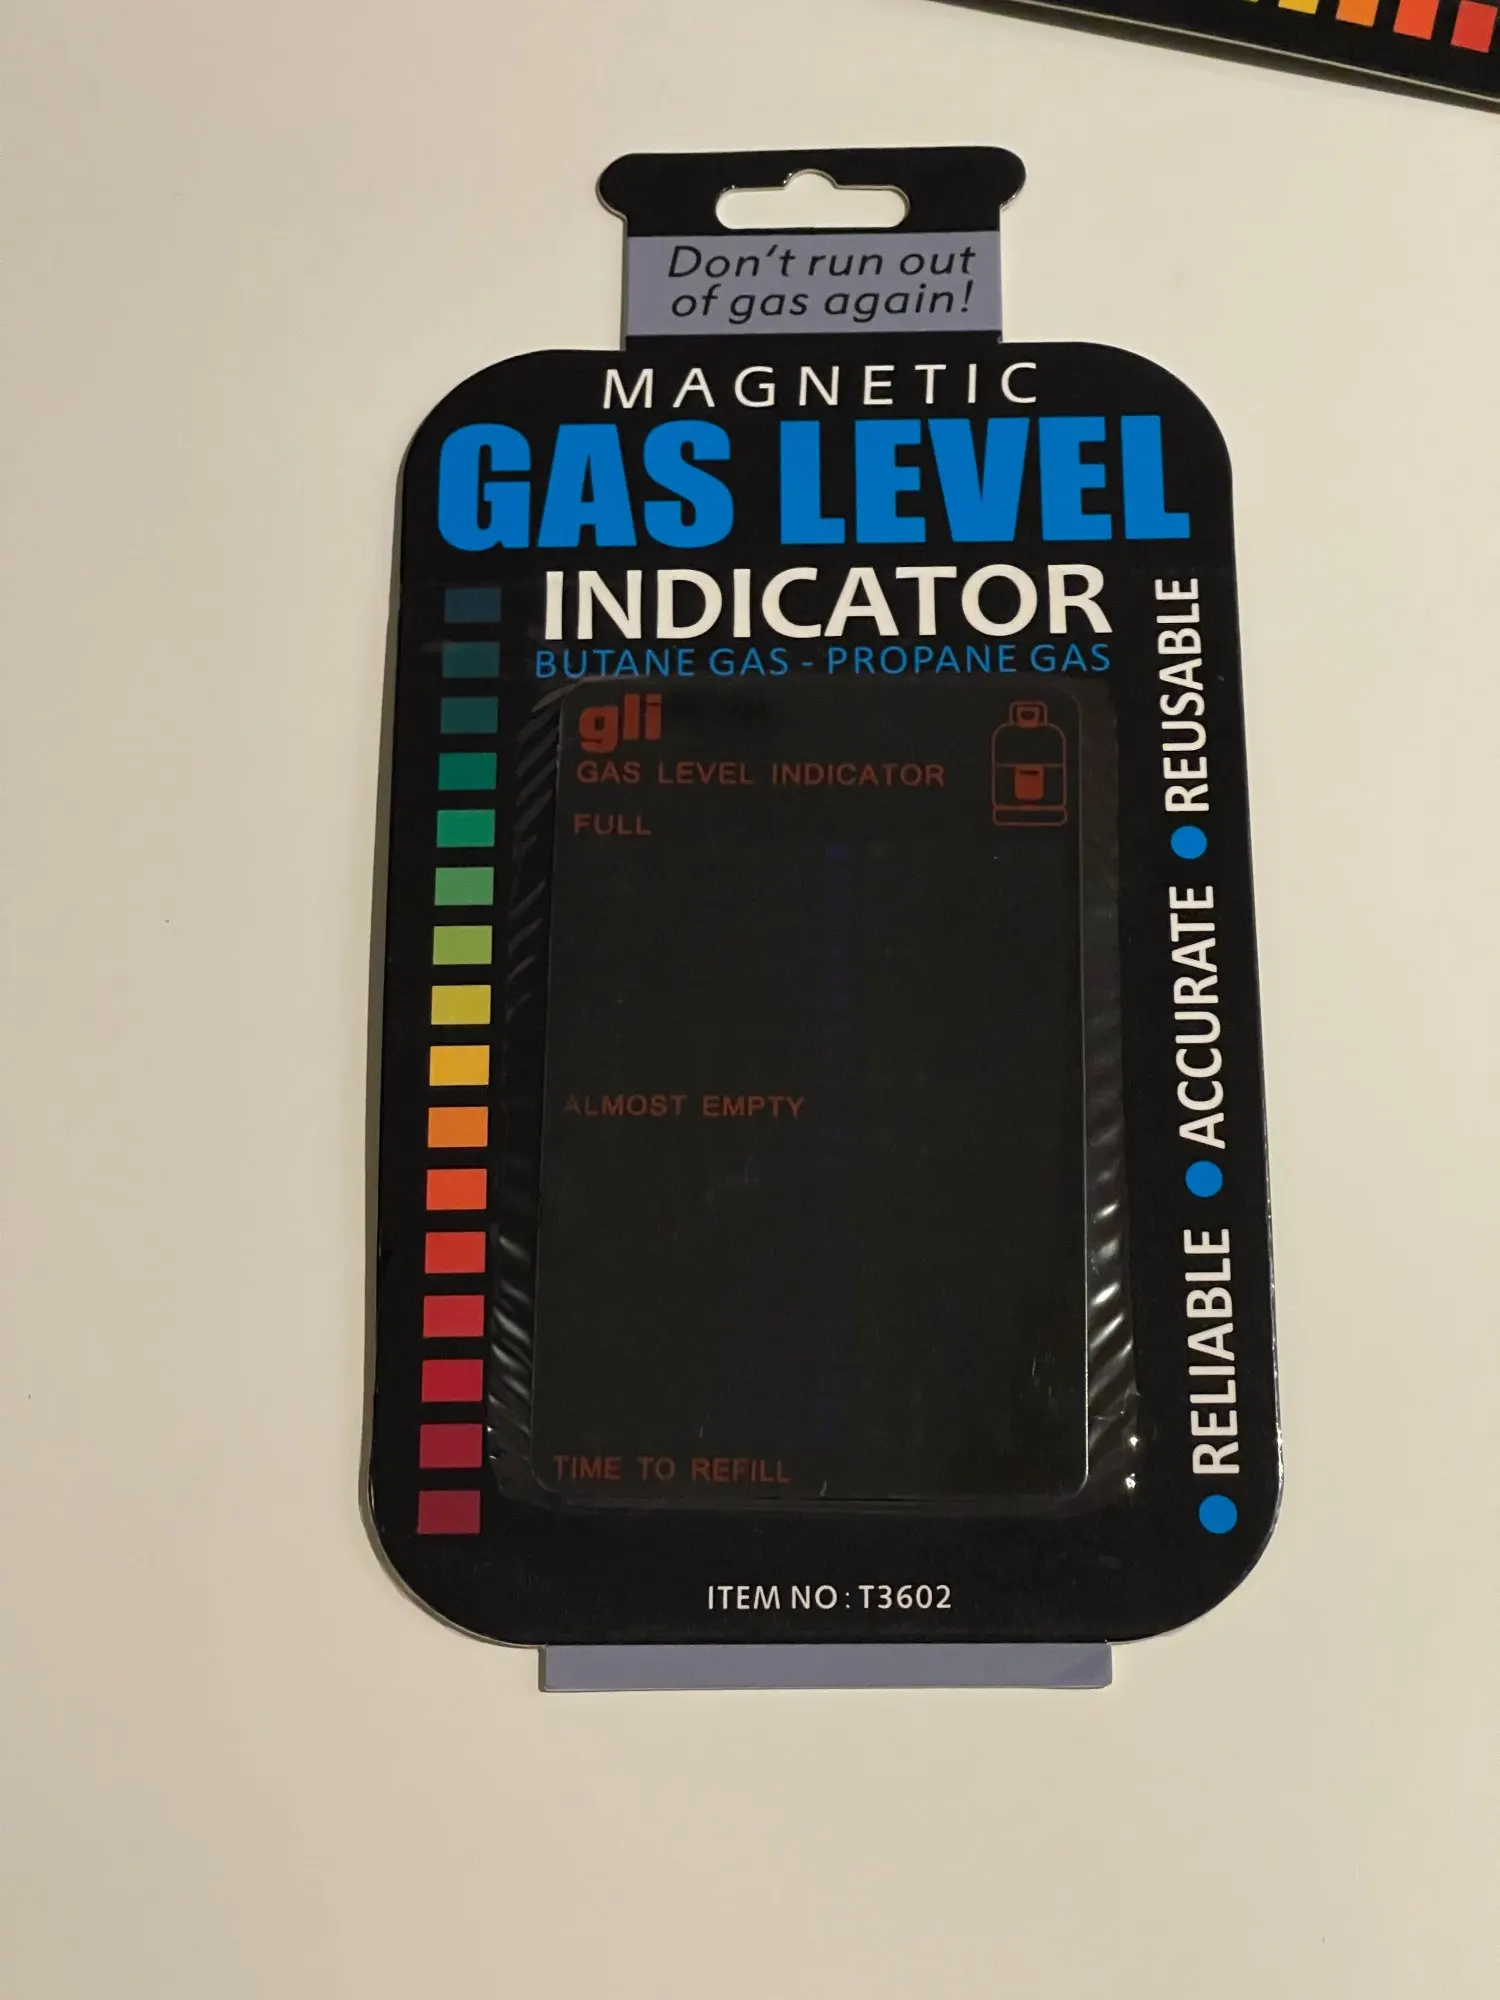 Don't run out
of gas again!
MAGNETIC
GAS LEVEL
INDICATOR
BUTANE GAS - PROPANE GAS
gli
GAS LEVEL INDICATOR
FULL
ALMOST EMPTY
TIME TO REFILL
● RELIABLE ● ACCURATE ● REUSABLE
ITEM NO: T3602